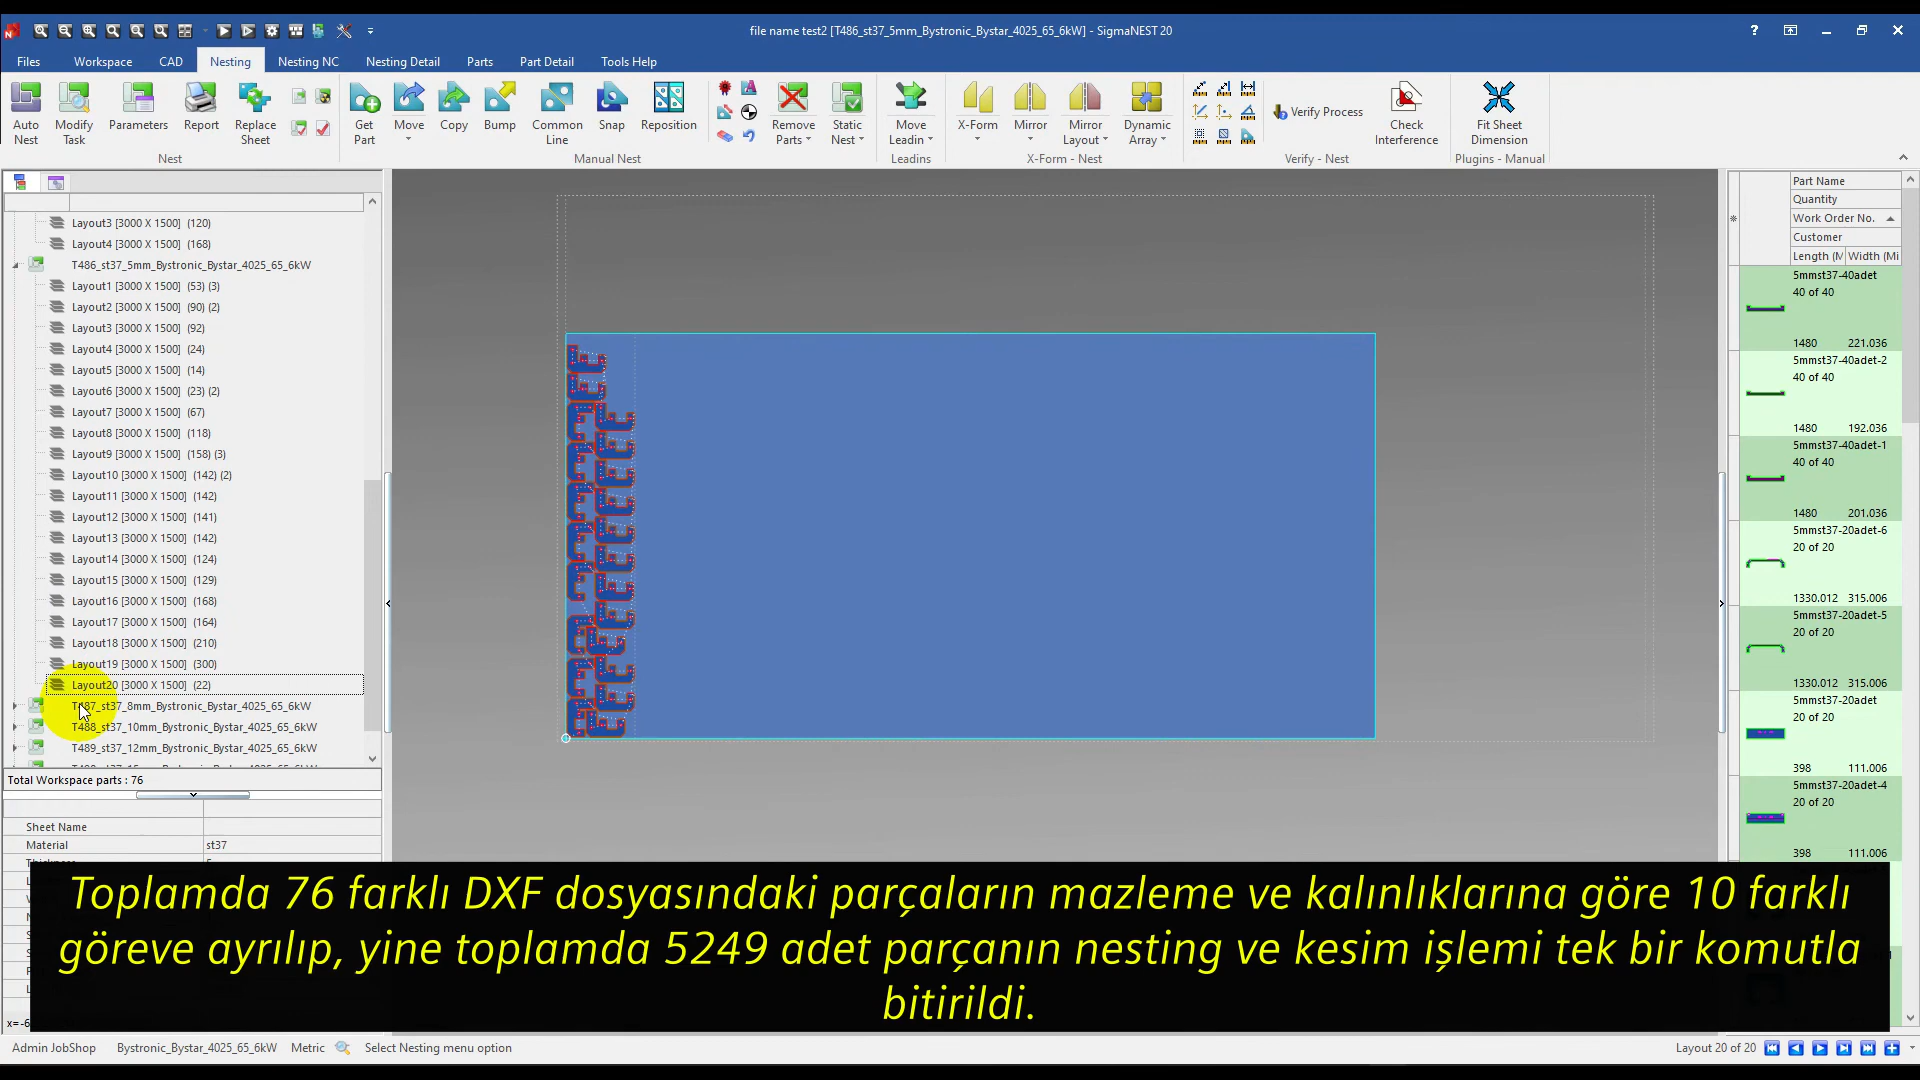 file name test2 [T486_st37_5mm_Bystronic_Bystar_4025_65_6kW] - SigmaNEST 20
Files Workspace CAD Nesting Nesting NC Nesting Detail Parts Part Detail Tools Help
Auto Nest
Modify Task
Parameters
Report
Replace Sheet
Get Part
Move
Copy
Bump
Common Line
Snap
Reposition
Remove Parts
Static Nest
Move Leadin
X-Form
Mirror
Mirror Layout
Dynamic Array
Verify Process
Check Interference
Fit Sheet Dimension
Nest
Manual Nest
Leadins
X-Form - Nest
Verify - Nest
Plugins - Manual
Layout3 [3000 X 1500] (120)
Layout4 [3000 X 1500] (168)
T486_st37_5mm_Bystronic_Bystar_4025_65_6kW
Layout1 [3000 X 1500] (53) (3)
Layout2 [3000 X 1500] (90) (2)
Layout3 [3000 X 1500] (92)
Layout4 [3000 X 1500] (24)
Layout5 [3000 X 1500] (14)
Layout6 [3000 X 1500] (23) (2)
Layout7 [3000 X 1500] (67)
Layout8 [3000 X 1500] (118)
Layout9 [3000 X 1500] (158) (3)
Layout10 [3000 X 1500] (142) (2)
Layout11 [3000 X 1500] (142)
Layout12 [3000 X 1500] (141)
Layout13 [3000 X 1500] (142)
Layout14 [3000 X 1500] (124)
Layout15 [3000 X 1500] (129)
Layout16 [3000 X 1500] (168)
Layout17 [3000 X 1500] (164)
Layout18 [3000 X 1500] (210)
Layout19 [3000 X 1500] (300)
Layout20 [3000 X 1500] (22)
T487_st37_8mm_Bystronic_Bystar_4025_65_6kW
T488_st37_10mm_Bystronic_Bystar_4025_65_6kW
T489_st37_12mm_Bystronic_Bystar_4025_65_6kW
Total Workspace parts : 76
Sheet Name
Material st37
Part Name
Quantity
Work Order No.
Customer
Length (M Width (Mi
5mmst37-40adet
40 of 40
1480 221.036
5mmst37-40adet-2
40 of 40
1480 192.036
5mmst37-40adet-1
40 of 40
1480 201.036
5mmst37-20adet-6
20 of 20
1330.012 315.006
5mmst37-20adet-5
20 of 20
1330.012 315.006
5mmst37-20adet
20 of 20
398 111.006
5mmst37-20adet-4
20 of 20
398 111.006
Toplamda 76 farklı DXF dosyasındaki parçaların mazleme ve kalınlıklarına göre 10 farklı
göreve ayrılıp, yine toplamda 5249 adet parçanın nesting ve kesim işlemi tek bir komutla
bitirildi.
x=-6
Admin JobShop Bystronic_Bystar_4025_65_6kW Metric Select Nesting menu option Layout 20 of 20